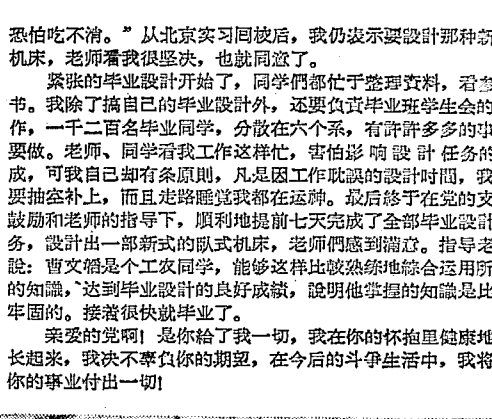 恐怕吃不消。”从北京实习回校后，我仍表示要設計那种新
机床，老师看我很坚决，也就同意了。
紧张的毕业設計开始了，同学們都忙于整理資料，看参
书。我除了搞自己的毕业設計外，还要负責毕业班学生会的
作，一千二百名毕业同学，分散在六个系，有許許多多的事
要做。老师、同学看我工作这样忙，害怕影响設計任务的
成，可我自己却有条原則，凡是因工作耽誤的設計时間，我
要抽空补上，而且走路睡觉我都在运神。最后終于在党的支
鼓励和老师的指导下，順利地提前七天完成了全部毕业設計
务，設計出一部新式的臥式机床，老师們感到滿意。指导老
說：曹文 是个工农同学，能够这样比較熟练地綜合运用所
的知識，达到毕业設計的良好成績，說明他掌握的知識是比
牢固的。接着很快就毕业了。
亲爱的党啊！是你給了我一切，我在你的怀抱里健康地
长起来，我决不辜負你的期望，在今后的斗争生活中，我将
你的事业付出一切！